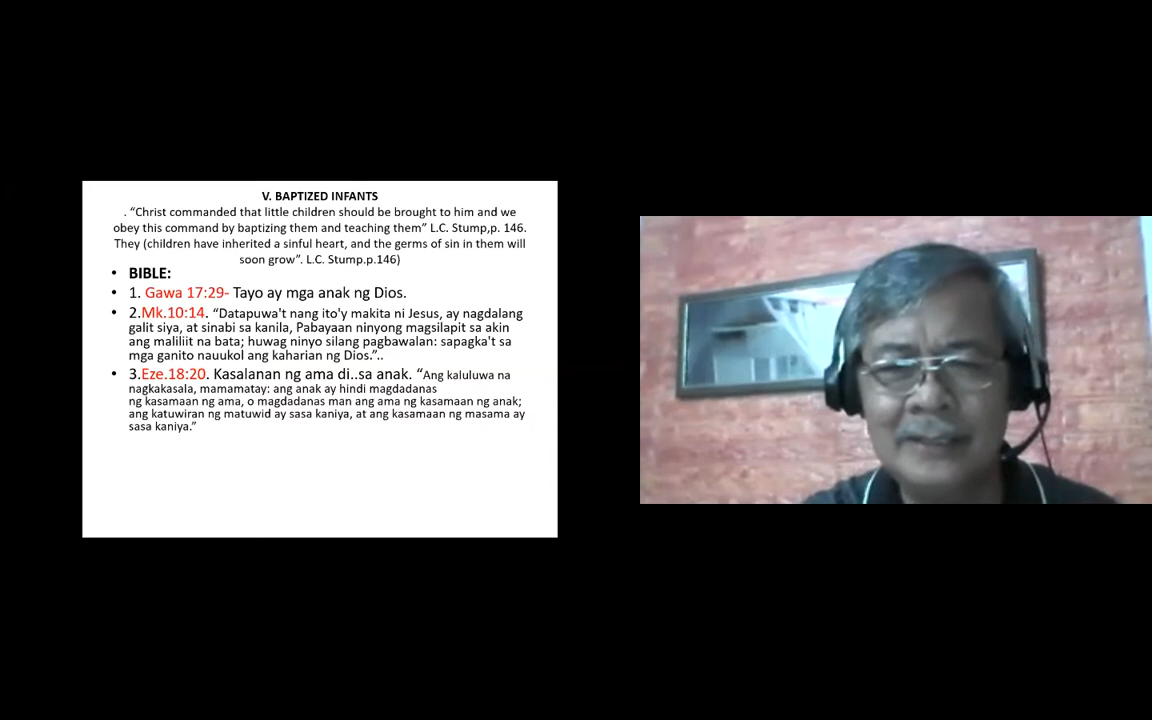 V. BAPTIZED INFANTS
. “Christ commanded that little children should be brought to him and we
obey this command by baptizing them and teaching them” L.C. Stump,p. 146.
They (children have inherited a sinful heart, and the germs of sin in them will
soon grow”. L.C. Stump.p.146)
• BIBLE:
• 1. Gawa 17:29- Tayo ay mga anak ng Dios.
• 2.Mk.10:14. “Datapuwa't nang ito'y makita ni Jesus, ay nagdalang
galit siya, at sinabi sa kanila, Pabayaan ninyong magsilapit sa akin
ang maliliit na bata; huwag ninyo silang pagbawalan: sapagka't sa
mga ganito nauukol ang kaharian ng Dios.”..
• 3.Eze.18:20. Kasalanan ng ama di..sa anak. “Ang kaluluwa na
nagkakasala, mamamatay: ang anak ay hindi magdadanas
ng kasamaan ng ama, o magdadanas man ang ama ng kasamaan ng anak;
ang katuwiran ng matuwid ay sasa kaniya, at ang kasamaan ng masama ay
sasa kaniya.”